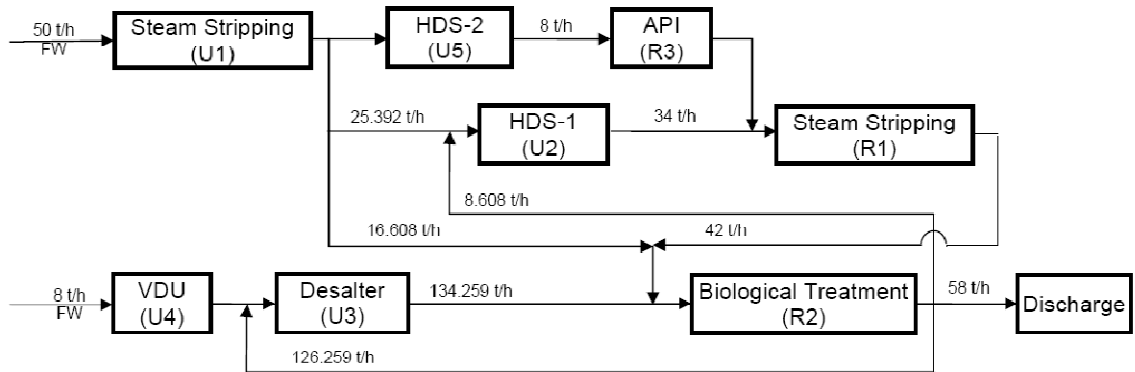 50 t/h
FW
Steam Stripping
(U1)
HDS-2
(U5)
8 t/h
API
(R3)
25.392 t/h
HDS-1
(U2)
34 t/h
Steam Stripping
(R1)
8.608 t/h
16.608 t/h
42 t/h
8 t/h
FW
VDU
(U4)
Desalter
(U3)
134.259 t/h
Biological Treatment
(R2)
58 t/h
Discharge
126.259 t/h